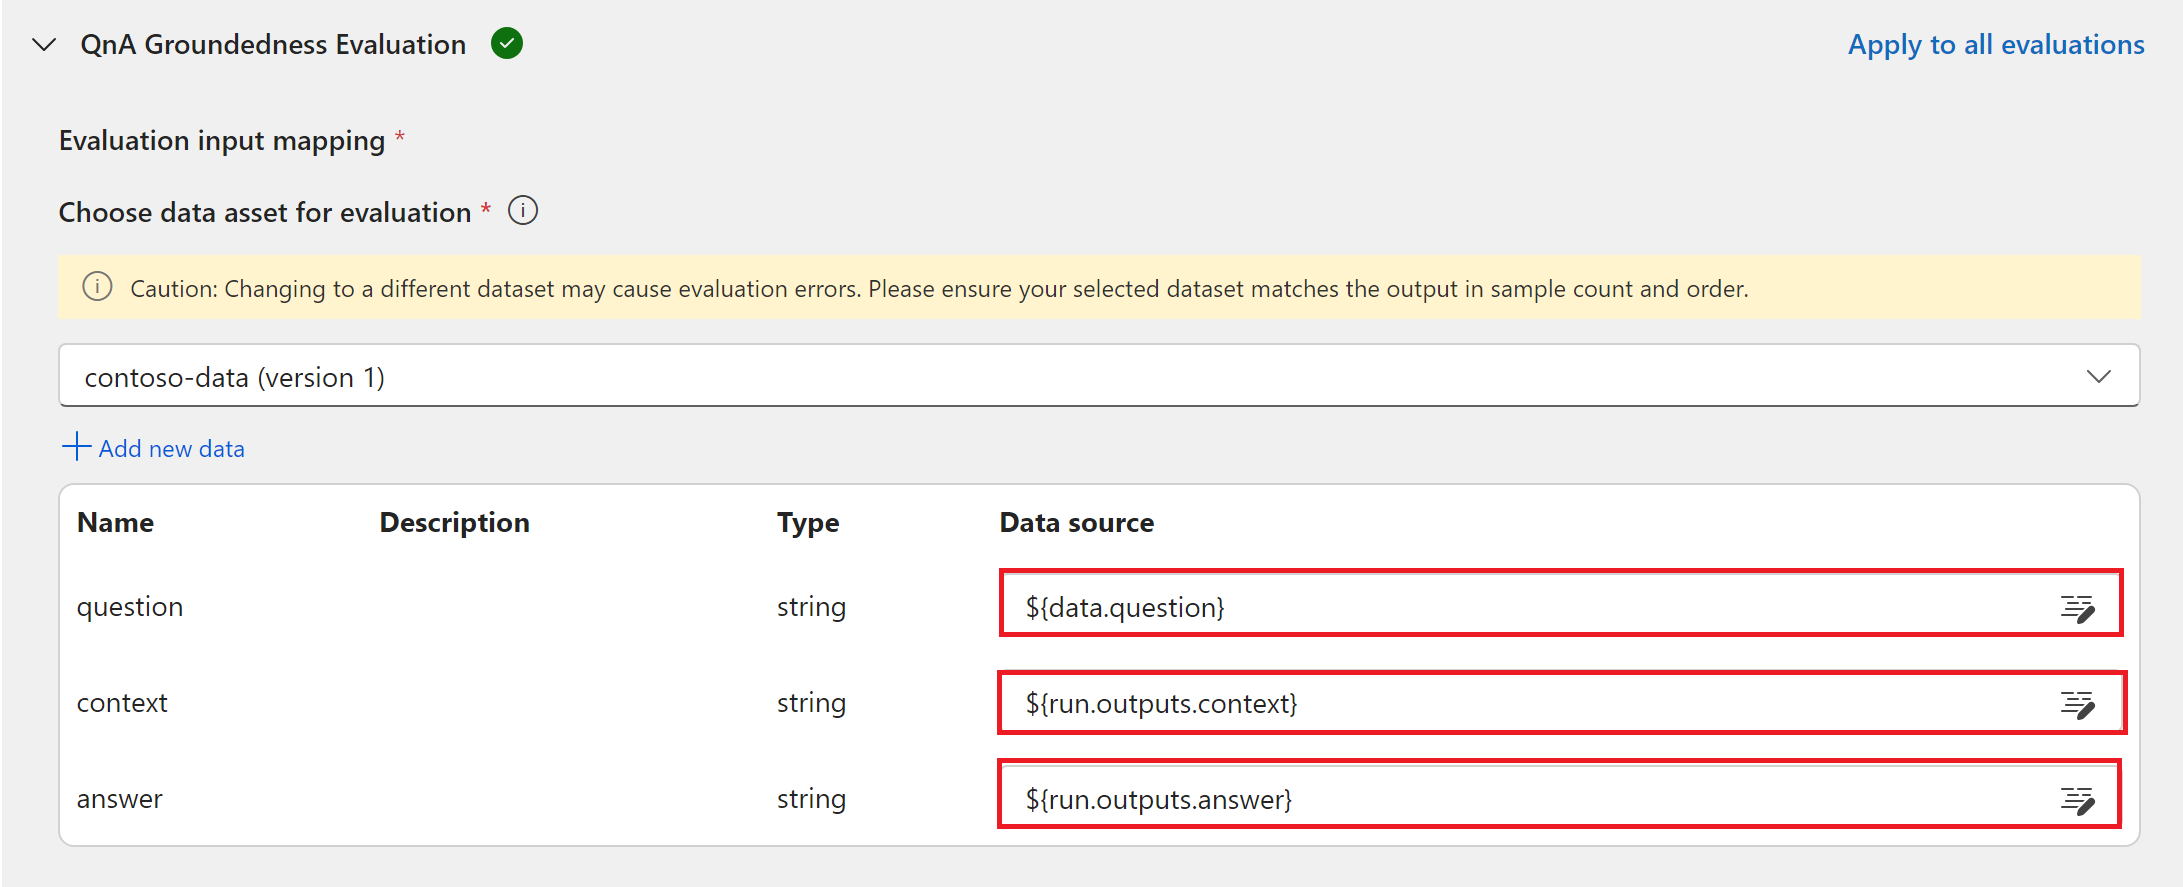 QnA Groundedness Evaluation
Apply to all evaluations
Evaluation input mapping *
Choose data asset for evaluation *
Caution: Changing to a different dataset may cause evaluation errors. Please ensure your selected dataset matches the output in sample count and order.
contoso-data (version 1)
Add new data
Name Description Type Data source
question string ${data.question}
context string ${run.outputs.context}
answer string ${run.outputs.answer}